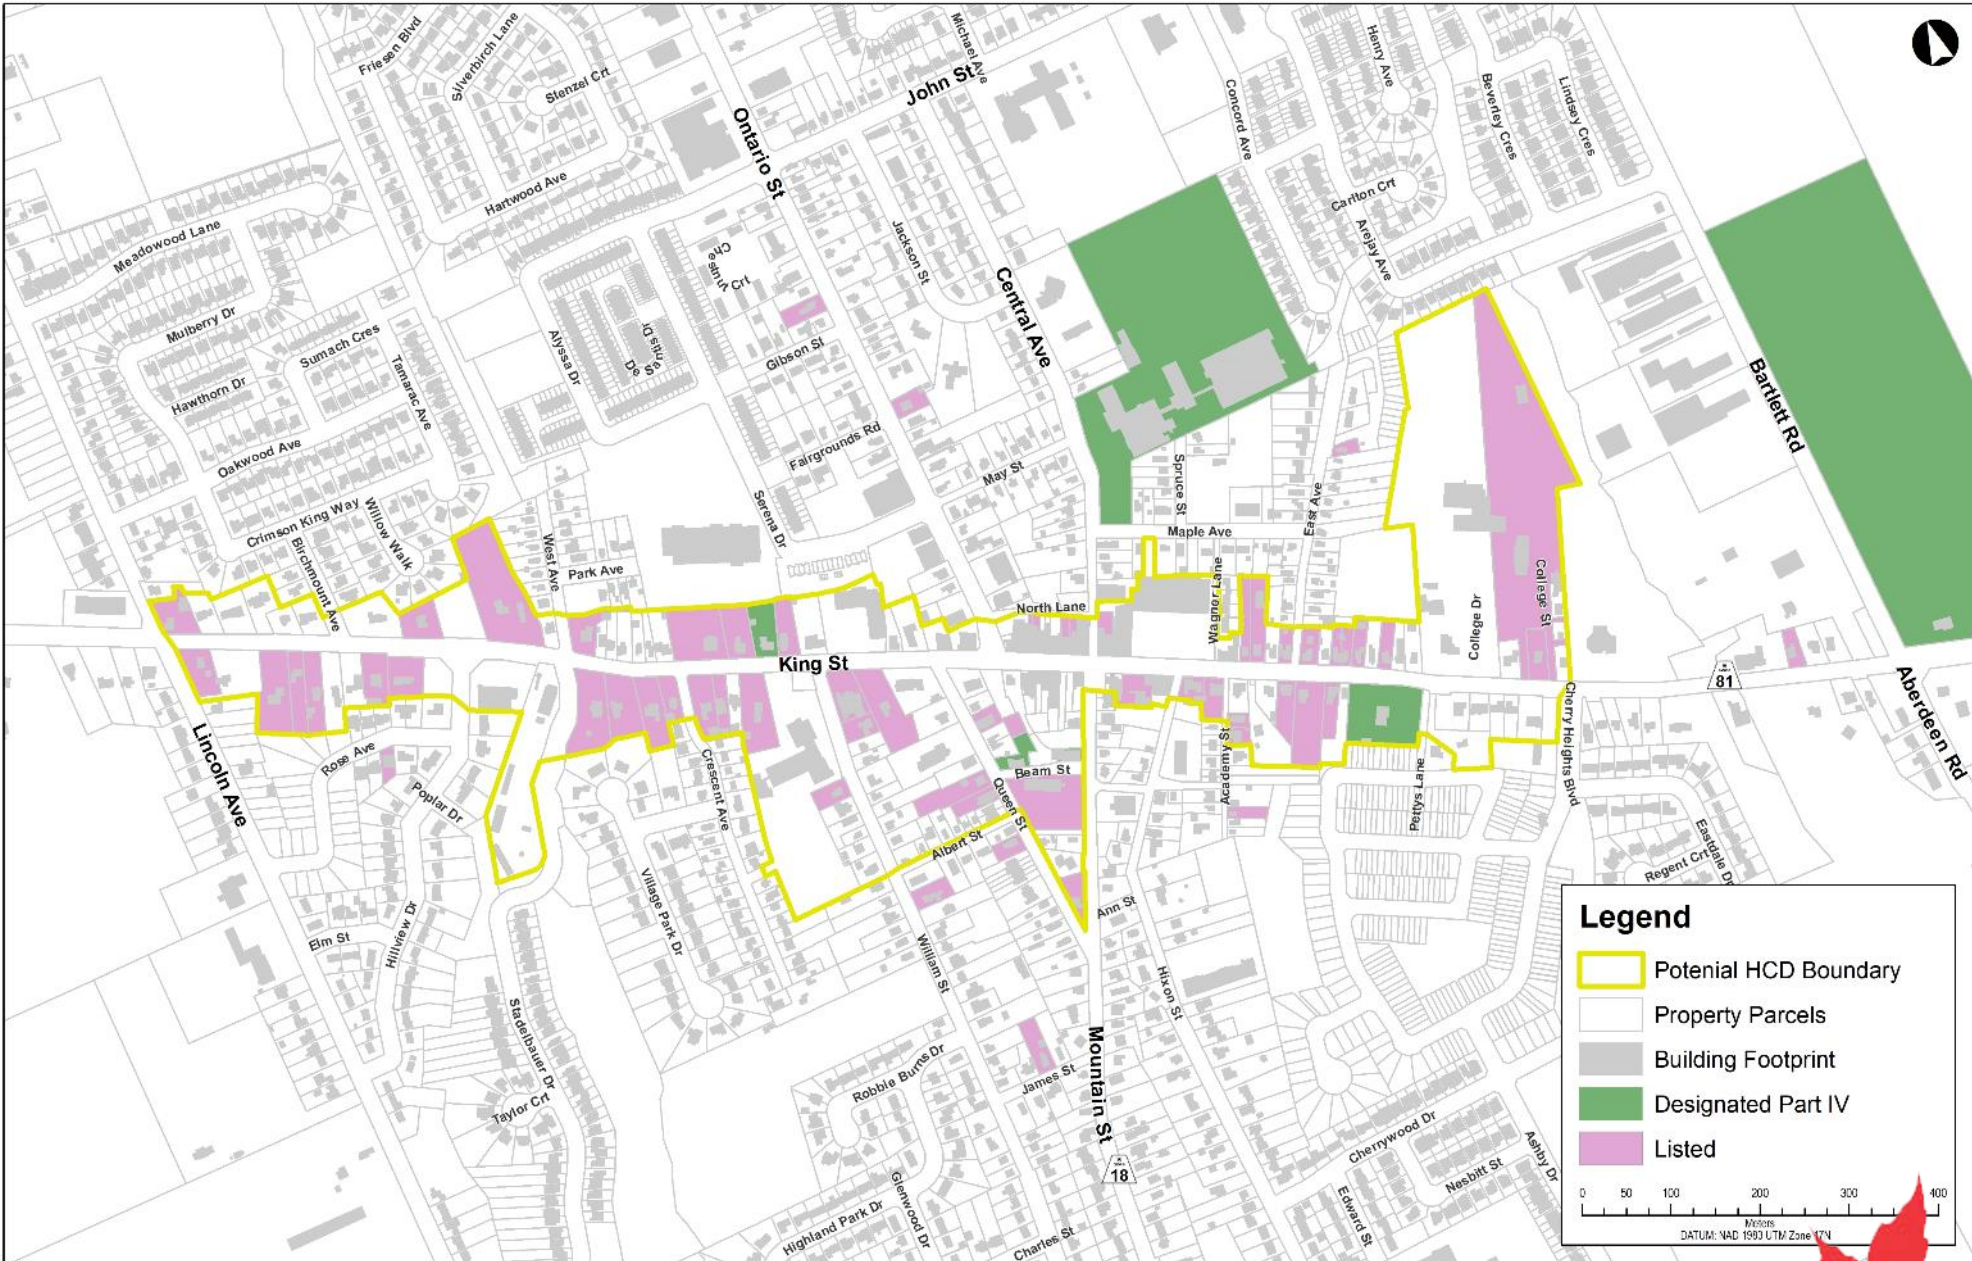 Friesen Blvd
Silverbirch Lane
Stenzel Crt
Michael Ave
John St
Ontario St
Henry Ave
Concord Ave
Beverley Cres
Lindsey Cres
Hartwood Ave
Meadowood Lane
Chestnut Crt
Jackson St
Carlton Crt
Arejay Ave
Central Ave
Mulberry Dr
Sumach Cres
Alyssa Dr
De Santis Dr
Gibson St
Hawthorn Dr
Tamarac Ave
Bartlett Rd
Oakwood Ave
Fairgrounds Rd
May St
Spruce St
East Ave
Crimson King Way
Willow Walk
Serena Dr
Maple Ave
Birchmount Ave
West Ave
Park Ave
North Lane
Wagner Lane
College Dr
College St
King St
81
Cherry Heights Blvd
Aberdeen Rd
Lincoln Ave
Rose Ave
Poplar Dr
Crescent Ave
Queen St
Beam St
Academy St
Pettys Lane
Albert St
Eastdale Dr
Regent Crt
Village Park Dr
Ann St
Elm St
Hillview Dr
William St
Hixon St
Stadelbauer Dr
Mountain St
Robbie Burns Dr
James St
Taylor Crt
18
Cherrywood Dr
Nesbitt St
Ashby Dr
Edward St
Glenwood Dr
Highland Park Dr
Charles St
Legend
Potenial HCD Boundary
Property Parcels
Building Footprint
Designated Part IV
Listed
0 50 100 200 300 400
Meters
DATUM: NAD 1983 UTM Zone 17N